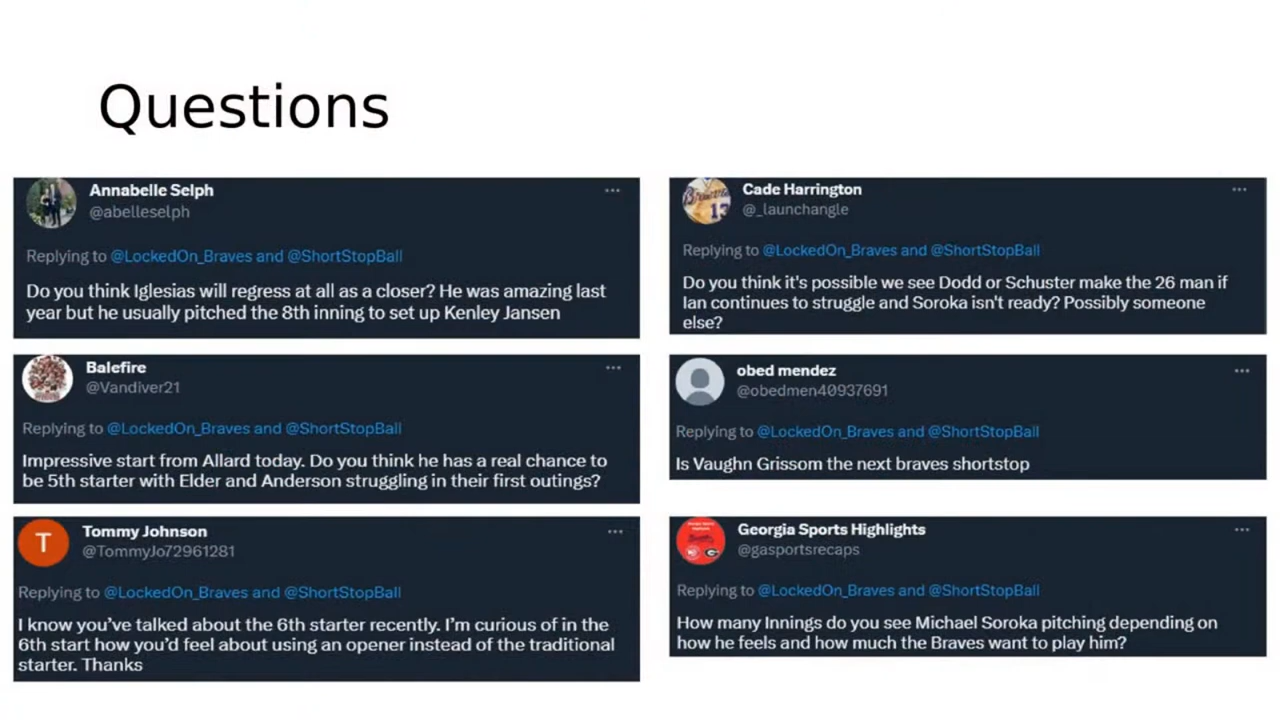 Questions
Annabelle Selph
@abelleselph
Replying to @LockedOn_Braves and @ShortStopBall
Do you think Iglesias will regress at all as a closer? He was amazing last
year but he usually pitched the 8th inning to set up Kenley Jansen
Balefire
@Vandiver21
Replying to @LockedOn_Braves and @ShortStopBall
Impressive start from Allard today. Do you think he has a real chance to
be 5th starter with Elder and Anderson struggling in their first outings?
T
Tommy Johnson
@TommyJo72961281
Replying to @LockedOn_Braves and @ShortStopBall
I know you've talked about the 6th starter recently. I'm curious of in the
6th start how you'd feel about using an opener instead of the traditional
starter. Thanks
Cade Harrington
@_launchangle
Replying to @LockedOn_Braves and @ShortStopBall
Do you think it's possible we see Dodd or Schuster make the 26 man if
Ian continues to struggle and Soroka isn't ready? Possibly someone
else?
obed mendez
@obedmen40937691
Replying to @LockedOn_Braves and @ShortStopBall
Is Vaughn Grissom the next braves shortstop
Georgia Sports Highlights
@gasportsrecaps
Replying to @LockedOn_Braves and @ShortStopBall
How many Innings do you see Michael Soroka pitching depending on
how he feels and how much the Braves want to play him?